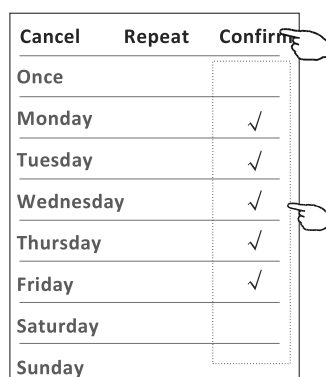 Cancel Repeat Confirm
Once
Monday √
Tuesday √
Wednesday √
Thursday √
Friday √
Saturday
Sunday